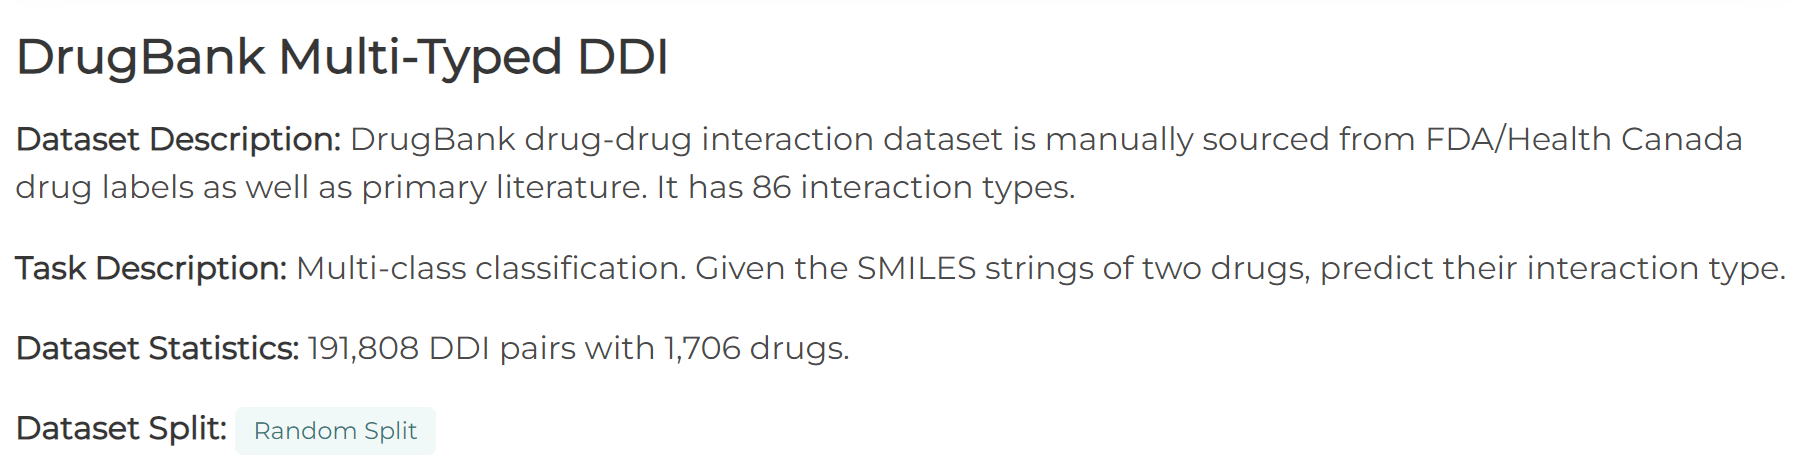 DrugBank Multi-Typed DDI
Dataset Description: DrugBank drug-drug interaction dataset is manually sourced from FDA/Health Canada
drug labels as well as primary literature. It has 86 interaction types.
Task Description: Multi-class classification. Given the SMILES strings of two drugs, predict their interaction type.
Dataset Statistics: 191,808 DDI pairs with 1,706 drugs.
Dataset Split: Random Split